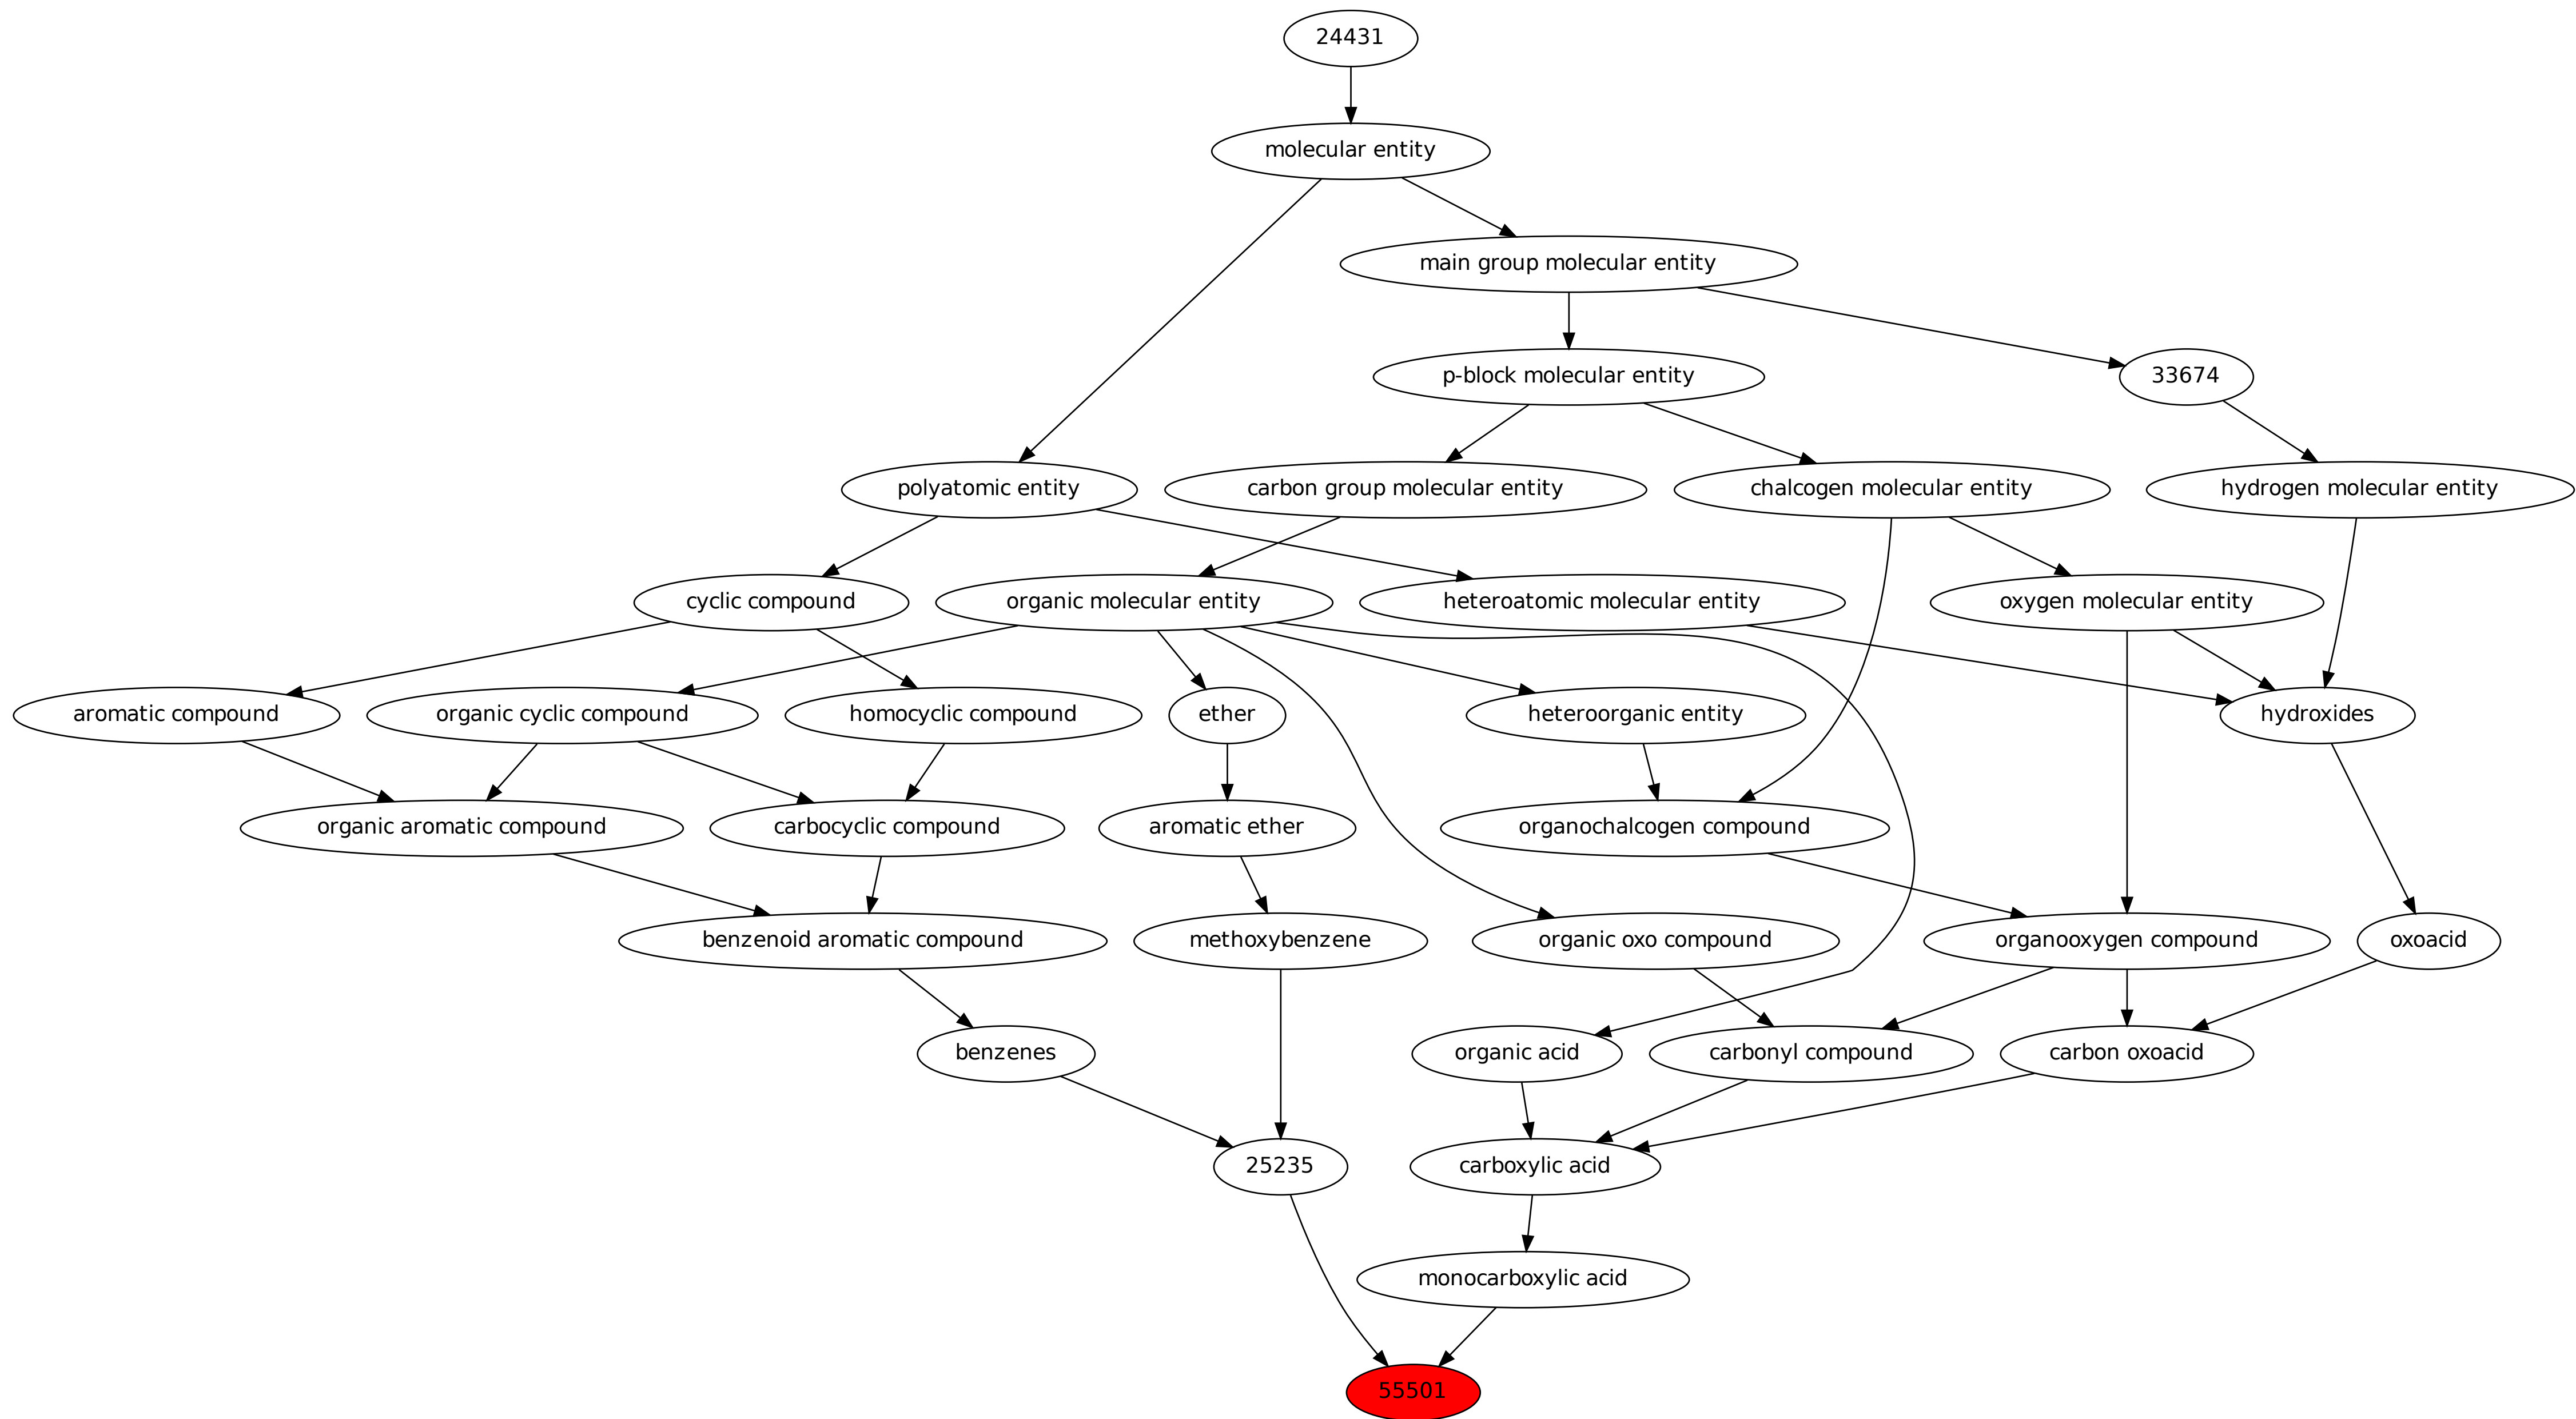 24431
molecular entity
main group molecular entity
p-block molecular entity
33674
polyatomic entity
carbon group molecular entity
chalcogen molecular entity
hydrogen molecular entity
cyclic compound
organic molecular entity
heteroatomic molecular entity
oxygen molecular entity
aromatic compound
organic cyclic compound
homocyclic compound
ether
heteroorganic entity
hydroxides
organic aromatic compound
carbocyclic compound
aromatic ether
organochalcogen compound
benzenoid aromatic compound
methoxybenzene
organic oxo compound
organooxygen compound
oxoacid
benzenes
organic acid
carbonyl compound
carbon oxoacid
25235
carboxylic acid
monocarboxylic acid
55501